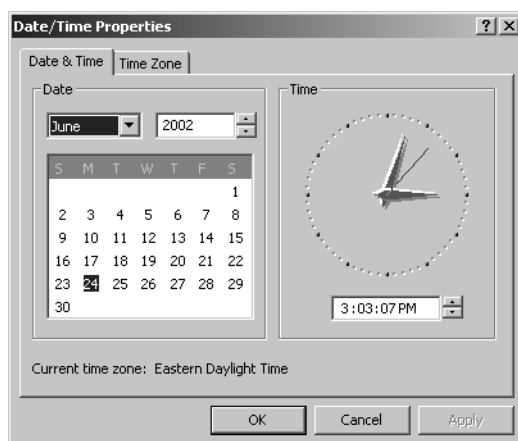 Date/Time Properties
Date & Time Time Zone
Date
June 2002
S M T W T F S
1
2 3 4 5 6 7 8
9 10 11 12 13 14 15
16 17 18 19 20 21 22
23 24 25 26 27 28 29
30
Time
3:03:07 PM
Current time zone: Eastern Daylight Time
OK Cancel Apply